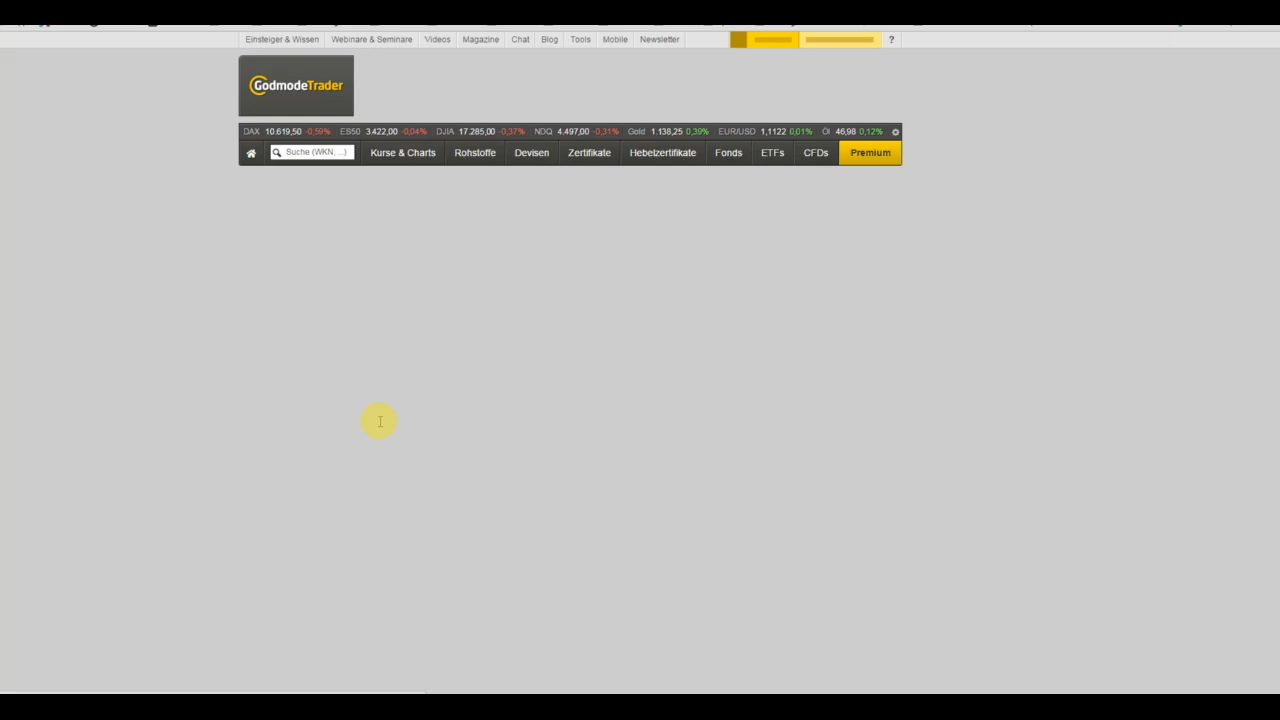 Einsteiger & Wissen Webinare & Seminare Videos Magazine Chat Blog Tools Mobile Newsletter ?
GodmodeTrader
DAX 10.619,50 -0,59% ES50 3.422,00 -0,04% DJIA 17.285,00 -0,37% NDQ 4.497,00 -0,31% Gold 1.138,25 0,39% EUR/USD 1,1122 0,01% Öl 46,98 0,12%
Suche (WKN, ...) Kurse & Charts Rohstoffe Devisen Zertifikate Hebelzertifikate Fonds ETFs CFDs Premium